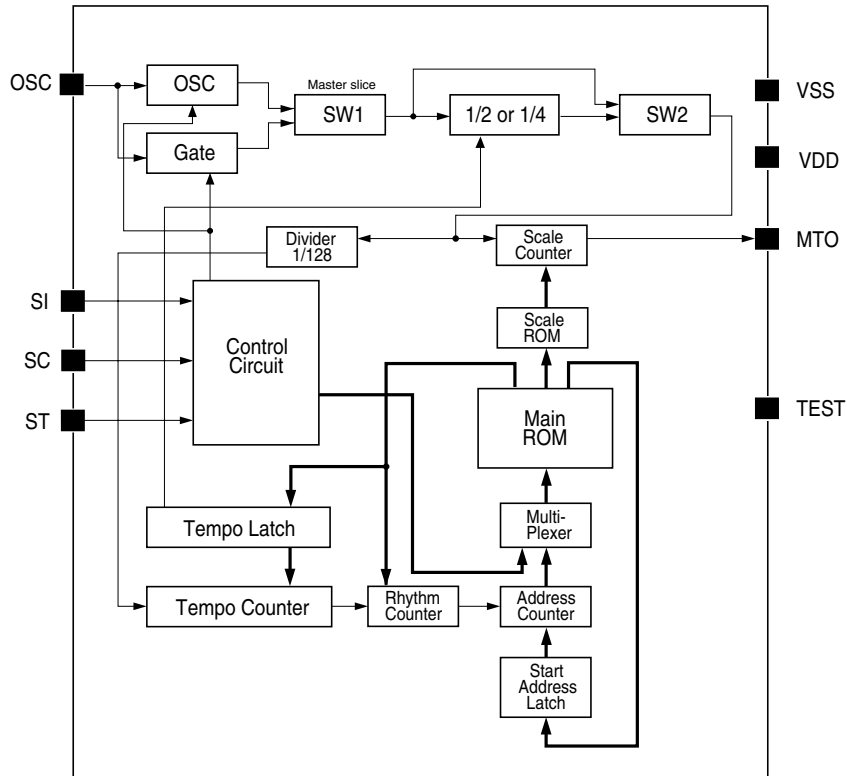 OSC
OSC
Master slice
SW1
1/2 or 1/4
SW2
VSS
Gate
VDD
Divider
1/128
Scale
Counter
MTO
SI
Scale
ROM
SC
Control
Circuit
ST
Main
ROM
TEST
Tempo Latch
Multi-
Plexer
Tempo Counter
Rhythm
Counter
Address
Counter
Start
Address
Latch